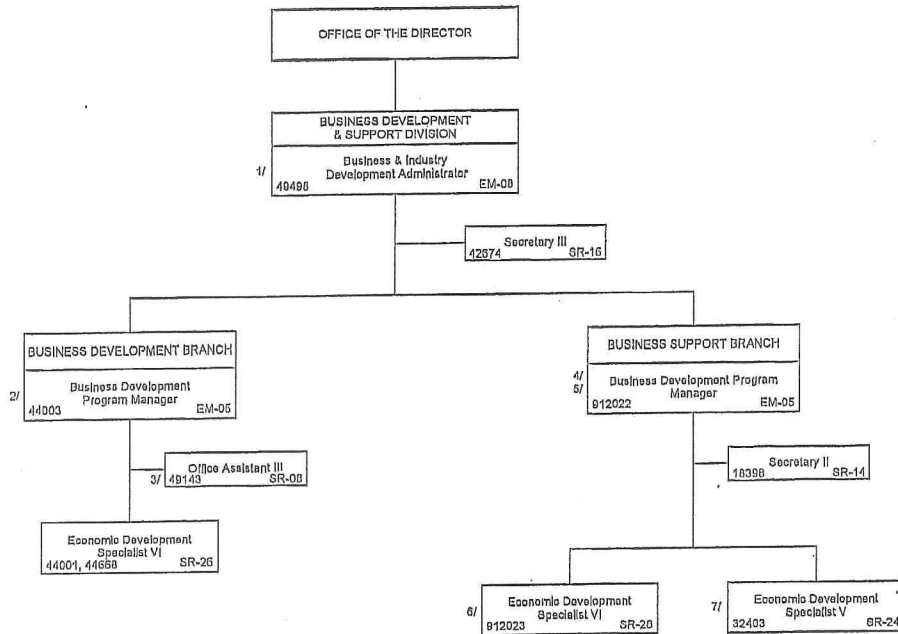 OFFICE OF THE DIRECTOR
BUSINESS DEVELOPMENT
& SUPPORT DIVISION
Business & Industry
Development Administrator
1/
49498 EM-08
Secretary III
42674 SR-16
BUSINESS DEVELOPMENT BRANCH
Business Development
Program Manager
2/
44003 EM-05
3/
Office Assistant III
49143 SR-08
Economic Development
Specialist VI
44001, 44668 SR-26
BUSINESS SUPPORT BRANCH
4/
5/
Business Development Program
Manager
912022 EM-05
Secretary II
18398 SR-14
6/
Economic Development
Specialist VI
912023 SR-26
7/
Economic Development
Specialist V
32403 SR-24